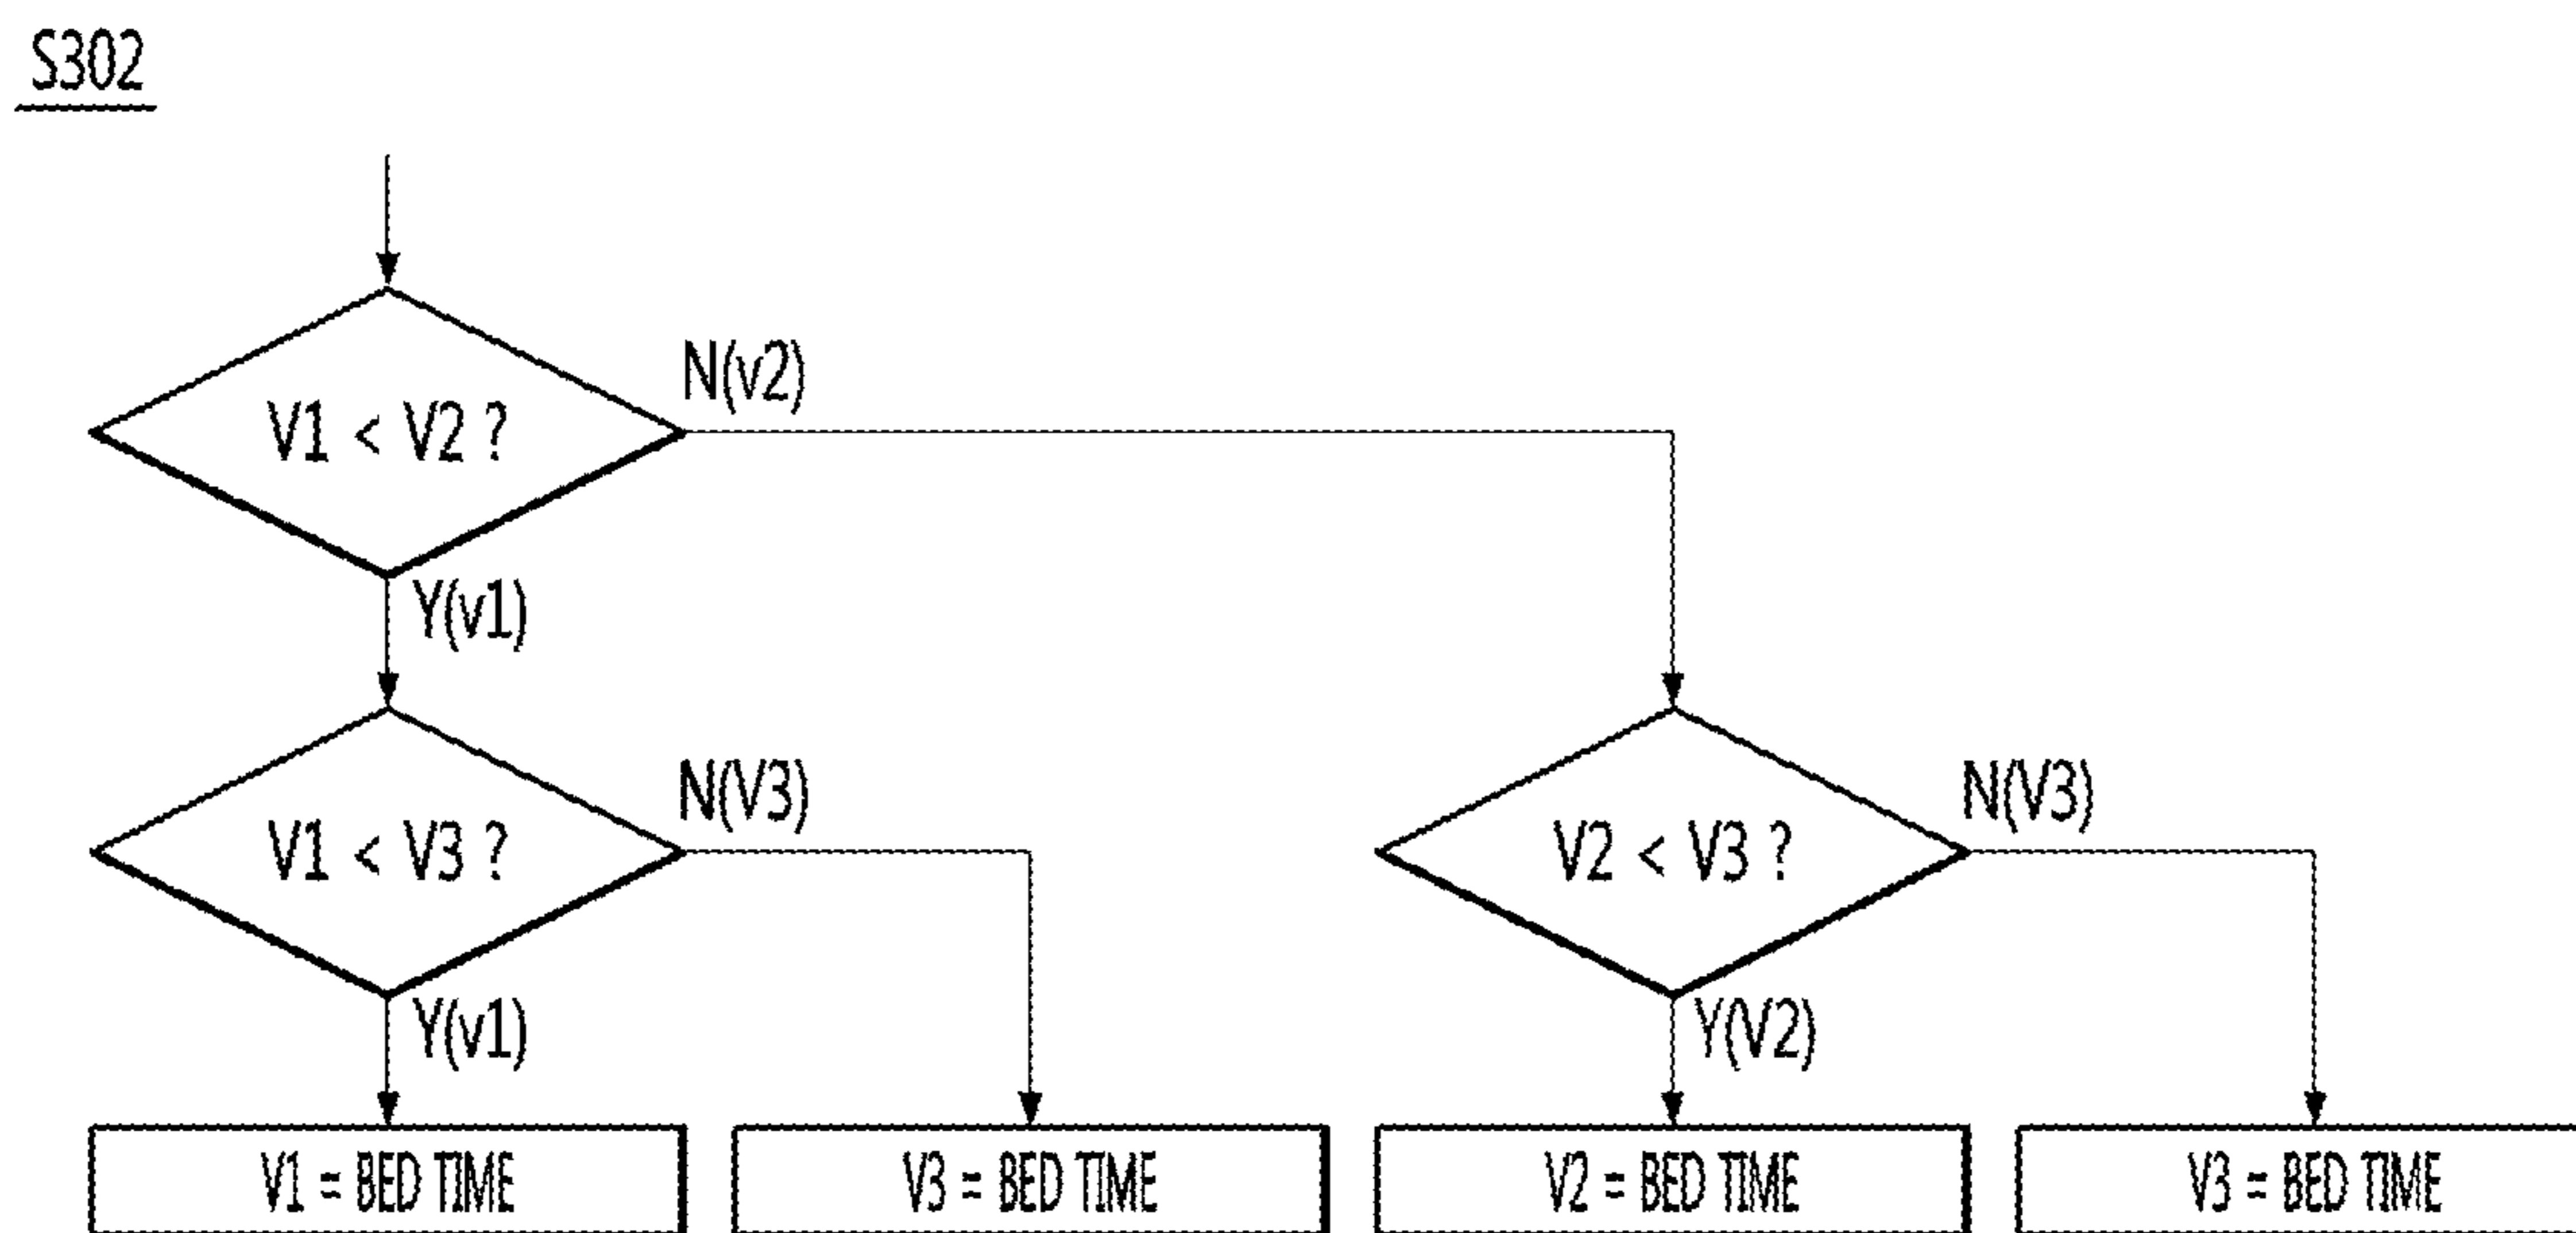 S302
V1 < V2 ?
N(v2)
Y(v1)
V1 < V3 ?
N(V3)
V2 < V3 ?
N(V3)
Y(v1)
Y(V2)
V1 = BED TIME
V3 = BED TIME
V2 = BED TIME
V3 = BED TIME